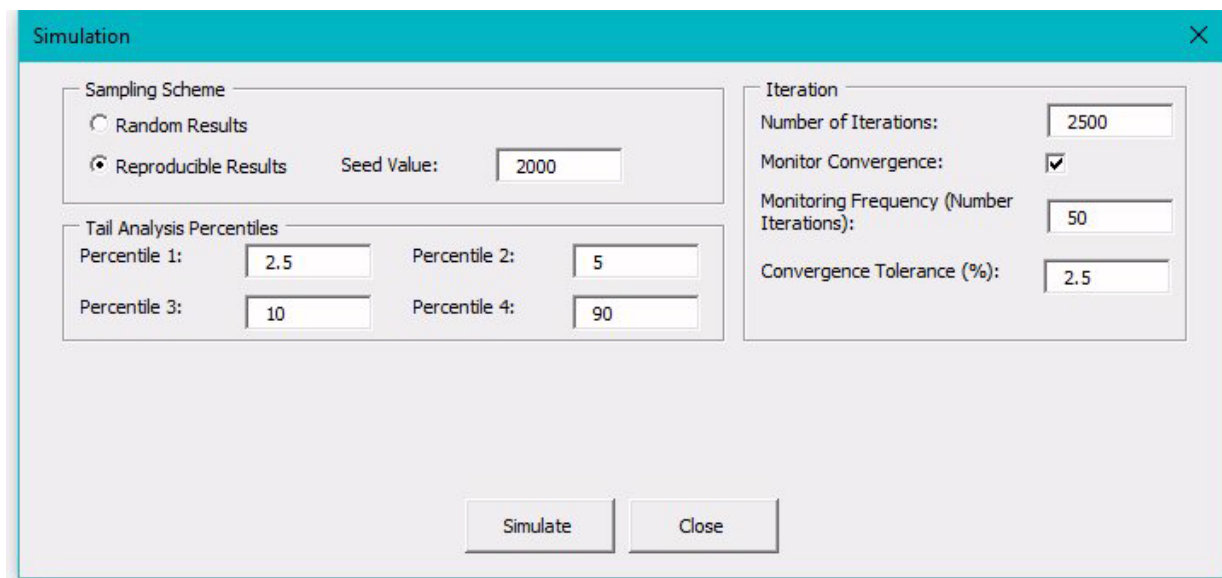 Simulation
Sampling Scheme
Random Results
Reproducible Results Seed Value: 2000
Tail Analysis Percentiles
Percentile 1: 2.5 Percentile 2: 5
Percentile 3: 10 Percentile 4: 90
Iteration
Number of Iterations: 2500
Monitor Convergence:
Monitoring Frequency (Number
Iterations): 50
Convergence Tolerance (%): 2.5
Simulate Close